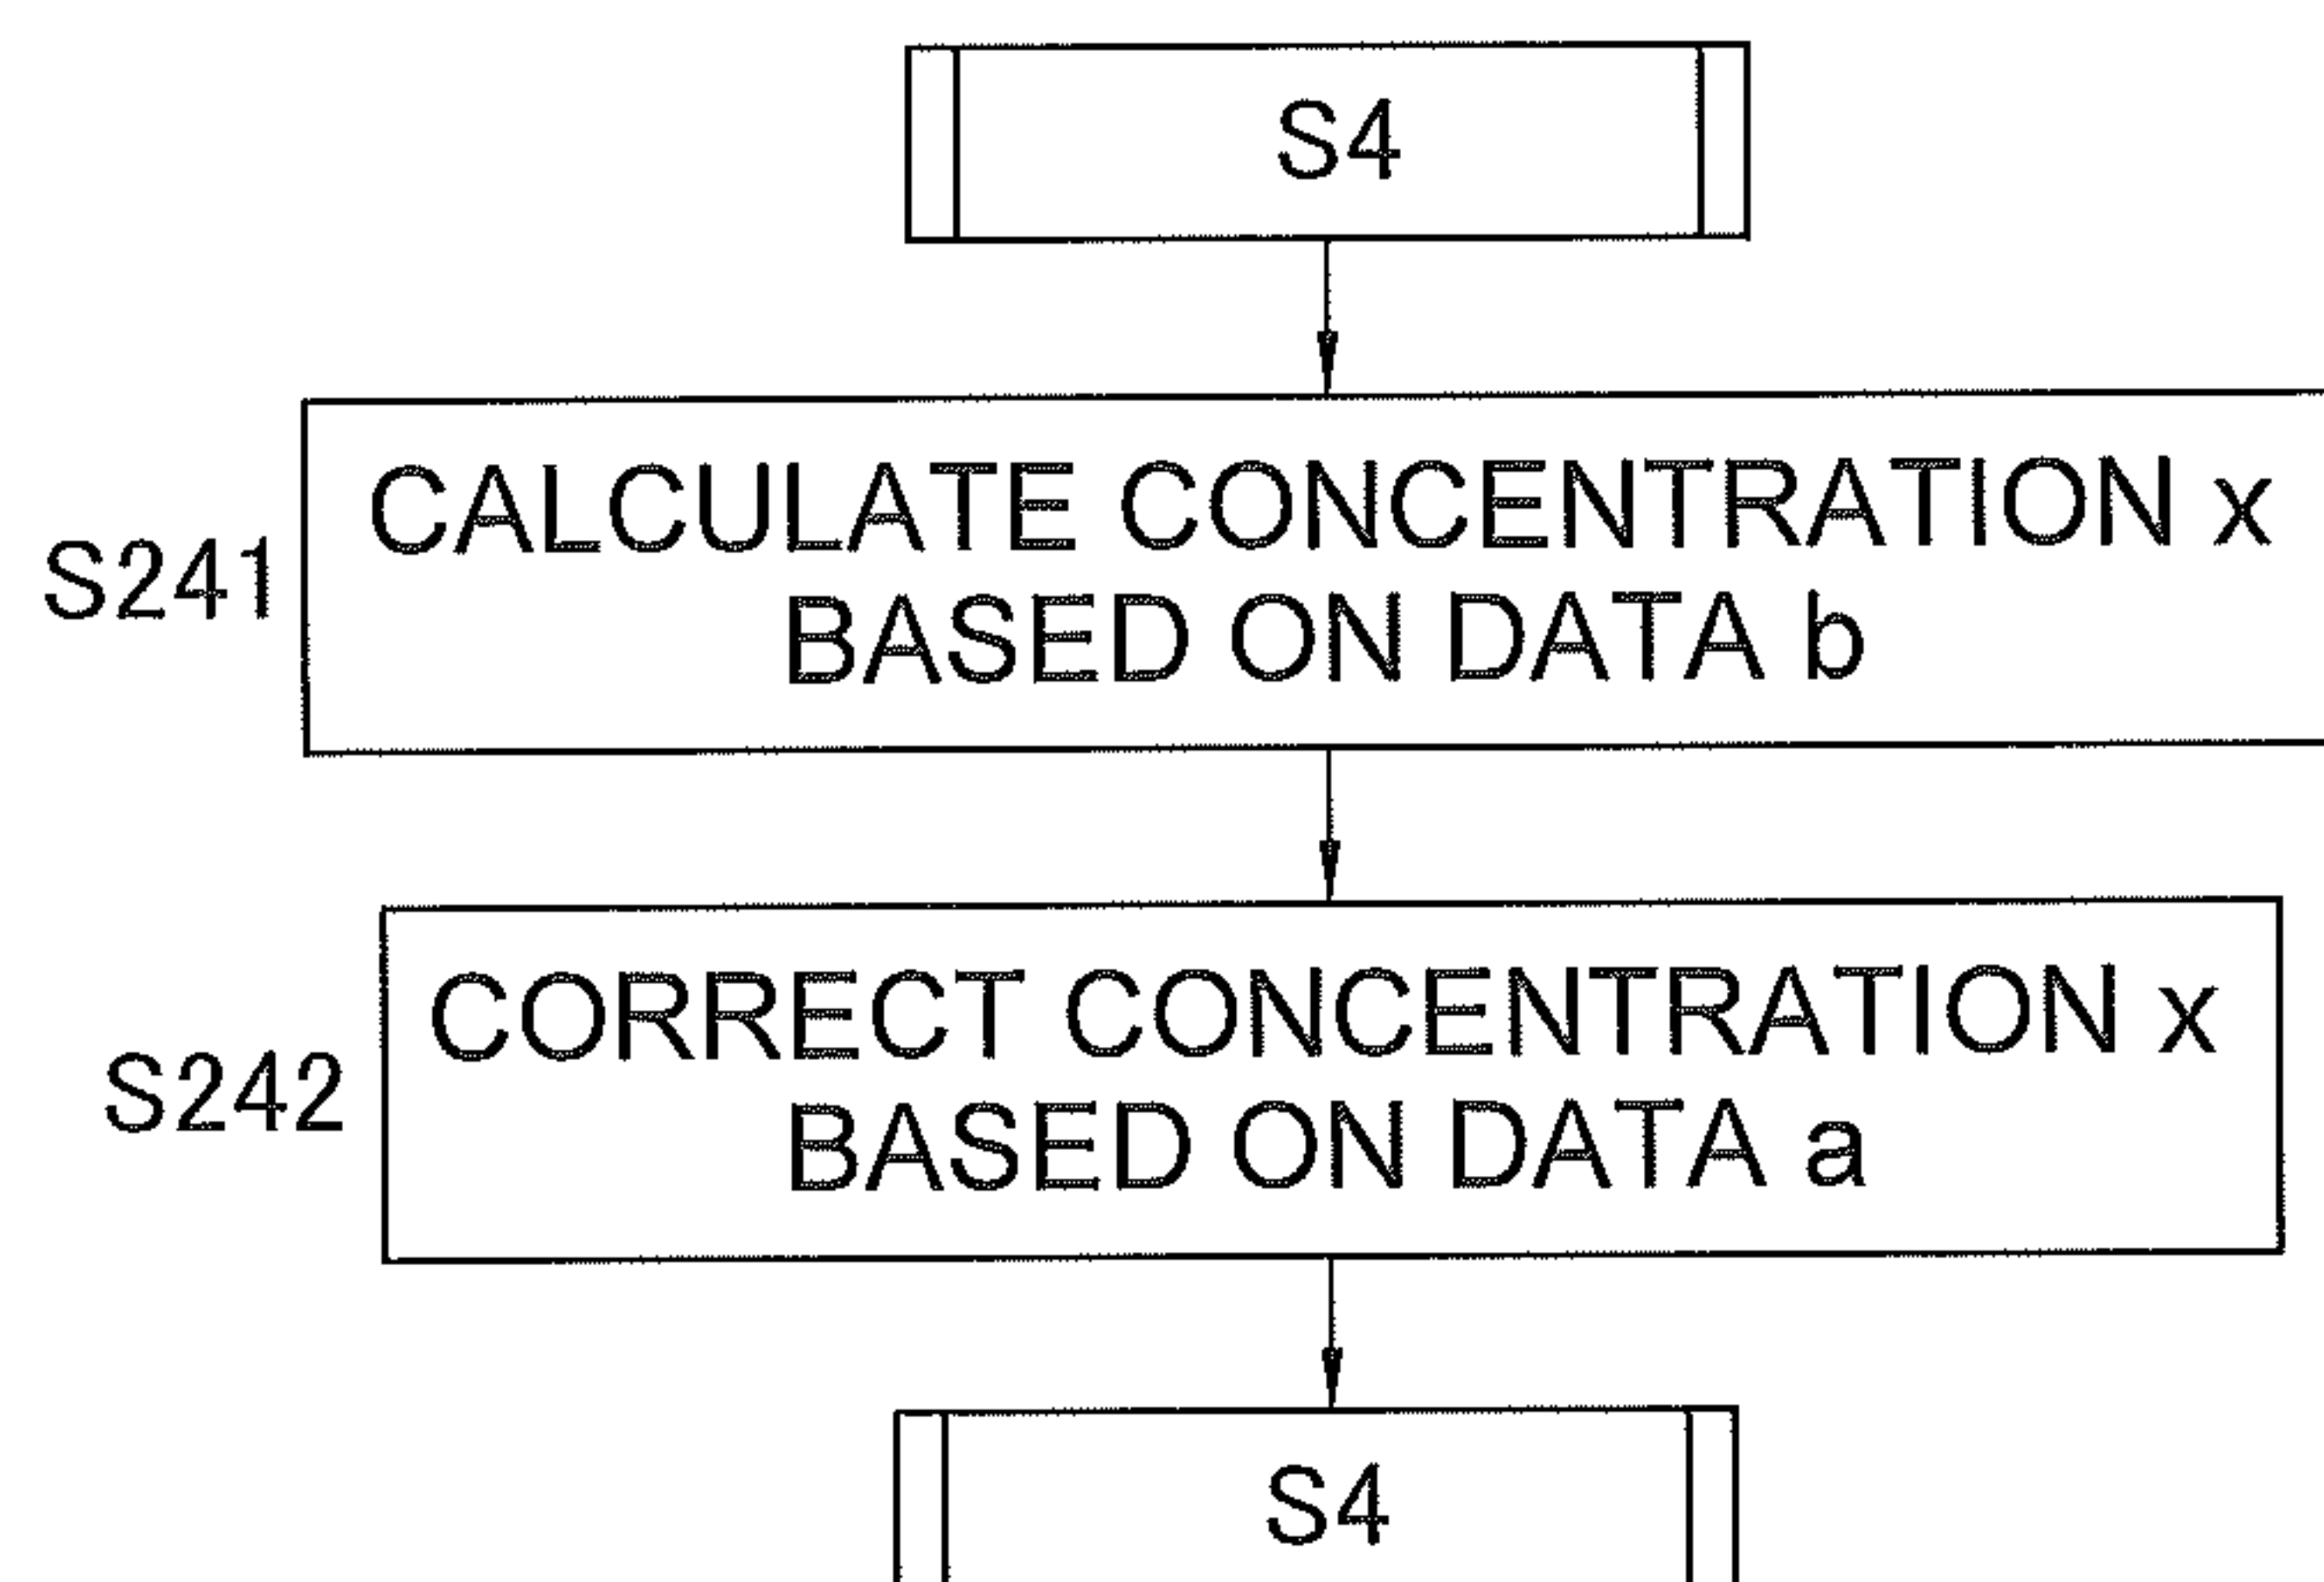 S4
S241
CALCULATE CONCENTRATION x
BASED ON DATA b
S242
CORRECT CONCENTRATION x
BASED ON DATA a
S4